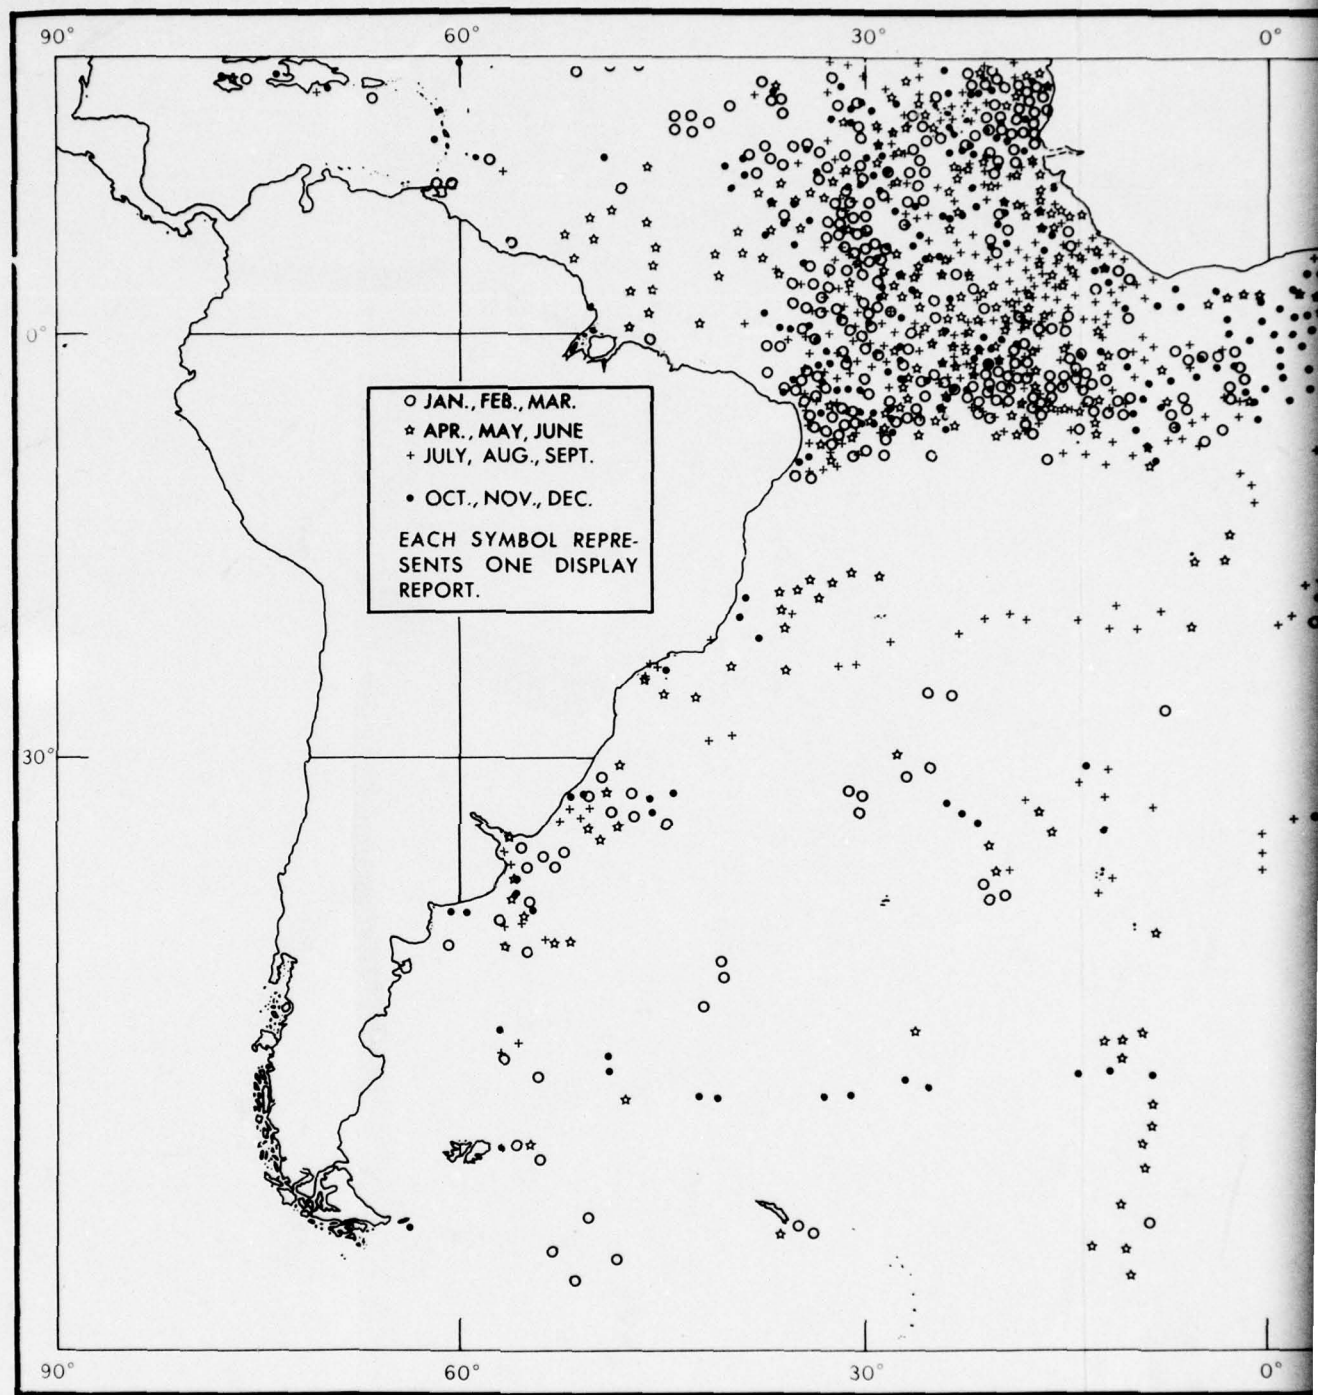 90° 60° 30° 0°
0°
○ JAN., FEB., MAR.
☆ APR., MAY, JUNE
+ JULY, AUG., SEPT.
• OCT., NOV., DEC.
EACH SYMBOL REPRE-
SENTS ONE DISPLAY
REPORT.
30°
90° 60° 30° 0°